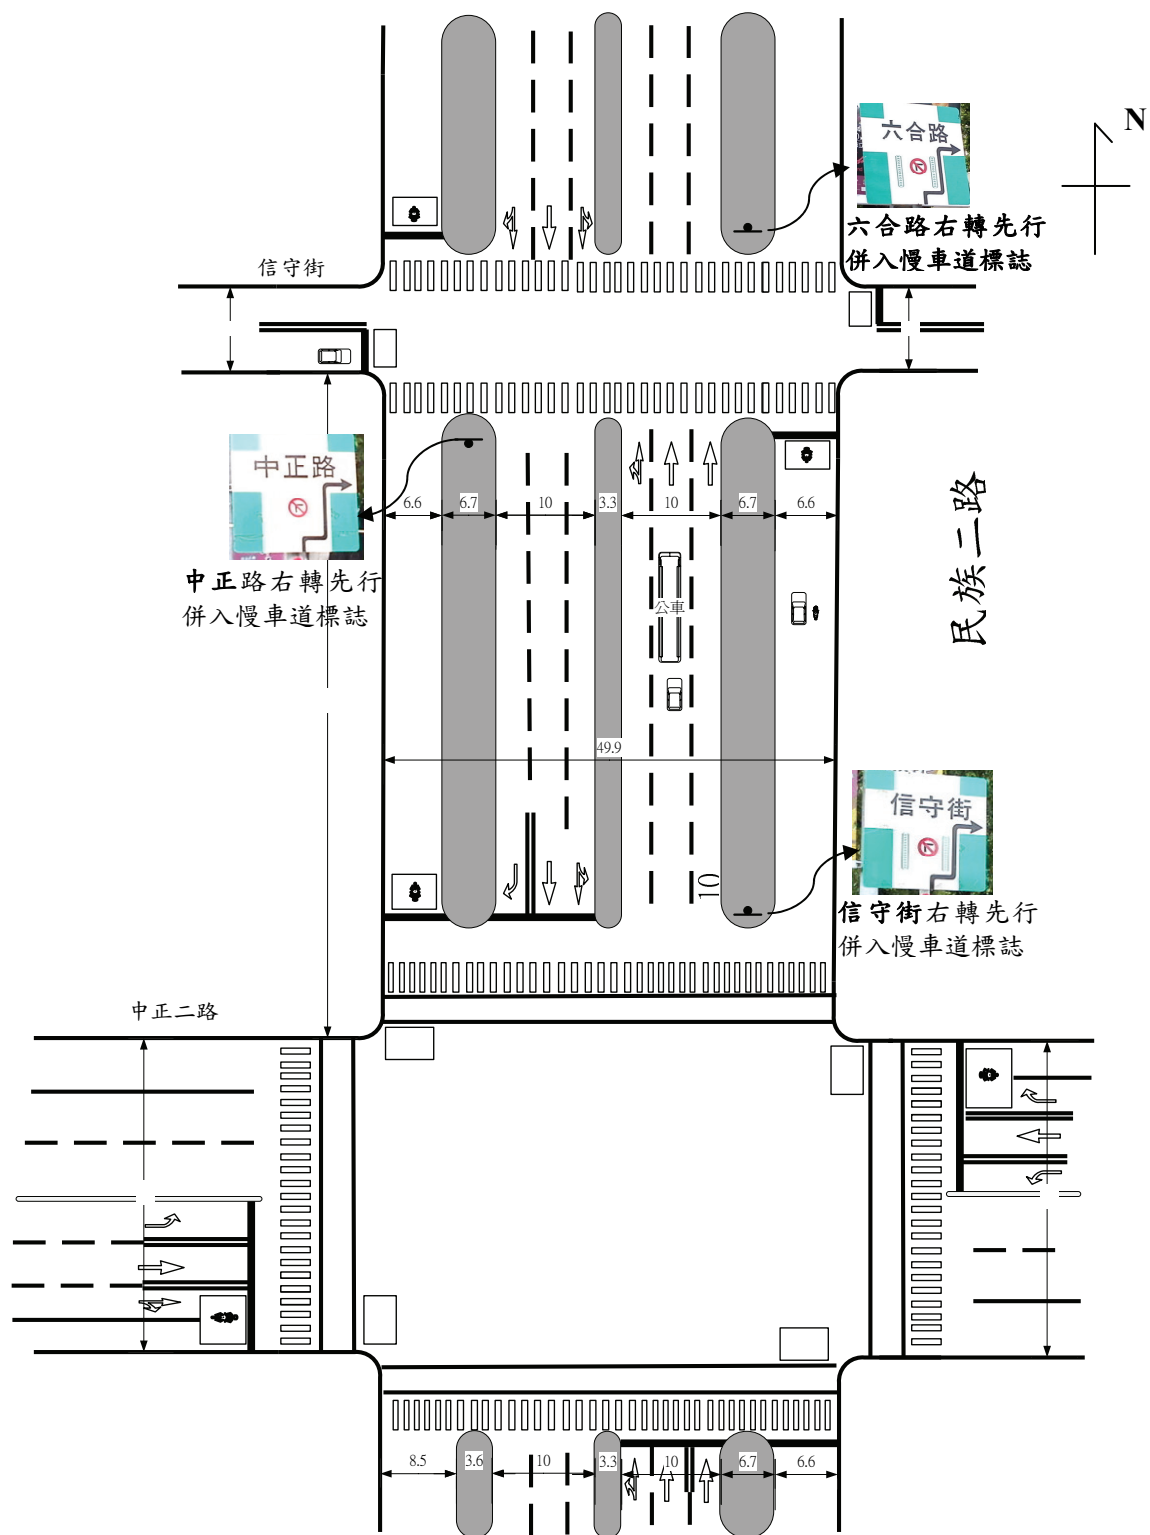 N
六合路
六合路右轉先行
併入慢車道標誌
信守街
中正路
中正路右轉先行
併入慢車道標誌
6.6
6.7
10
3.3
10
6.7
6.6
公車
民族二路
49.9
信守街
10
信守街右轉先行
併入慢車道標誌
中正二路
8.5
3.6
10
3.3
10
6.7
6.6